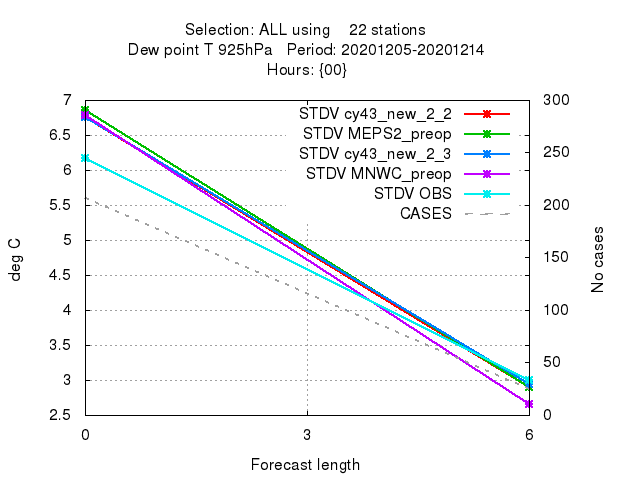 Selection: ALL using    22 stations
Dew point T 925hPa   Period: 20201205-20201214
Hours: {00}
7
6.5
6
5.5
5
4.5
4
3.5
3
2.5
300
250
200
150
100
50
0
0
3
6
STDV cy43_new_2_2
STDV MEPS2_preop
STDV cy43_new_2_3
STDV MNWC_preop
STDV OBS
CASES
deg C
No cases
Forecast length